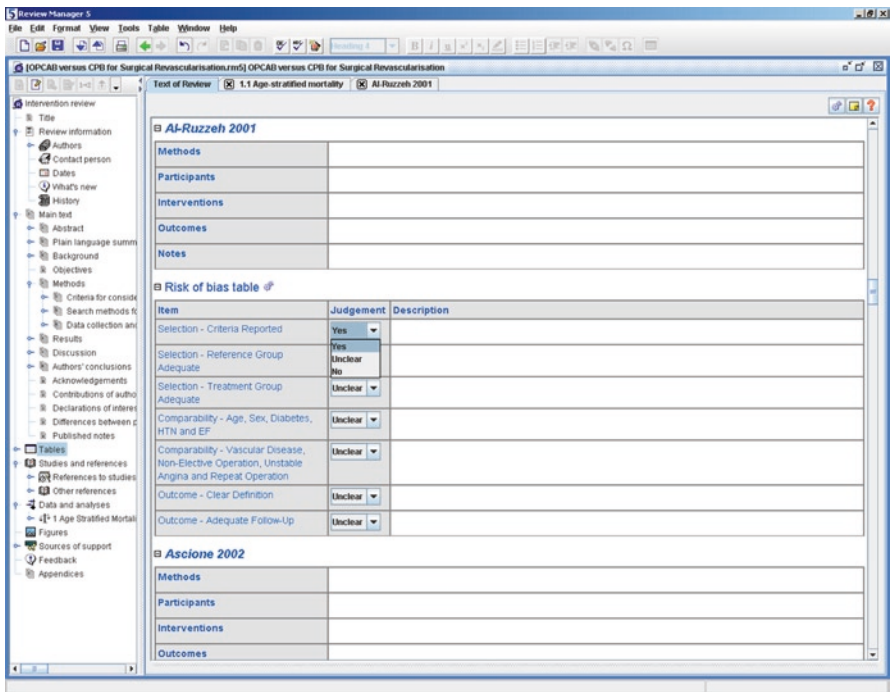 Review Manager 5
File Edit Format View Tools Table Window Help
Heading 4
B I
[OPCAB versus CPB for Surgical Revascularisation.rm5] OPCAB versus CPB for Surgical Revascularisation
Text of Review 1.1 Age-stratified mortality Al-Ruzzeh 2001
Intervention review
Title
Review information
Authors
Contact person
Dates
What's new
History
Main text
Abstract
Plain language summ
Background
Objectives
Methods
Criteria for conside
Search methods fo
Data collection and
Results
Discussion
Authors' conclusions
Acknowledgements
Contributions of autho
Declarations of interes
Differences between p
Published notes
Tables
Studies and references
References to studies
Other references
Data and analyses
1 Age Stratified Mortali
Figures
Sources of support
Feedback
Appendices
Al-Ruzzeh 2001
Methods
Participants
Interventions
Outcomes
Notes
Risk of bias table
Item Judgement Description
Selection - Criteria Reported Yes
Yes
Unclear
No
Selection - Reference Group
Adequate
Selection - Treatment Group Unclear
Adequate
Comparability - Age, Sex, Diabetes, Unclear
HTN and EF
Comparability - Vascular Disease, Unclear
Non-Elective Operation, Unstable
Angina and Repeat Operation
Outcome - Clear Definition Unclear
Outcome - Adequate Follow-Up Unclear
Ascione 2002
Methods
Participants
Interventions
Outcomes